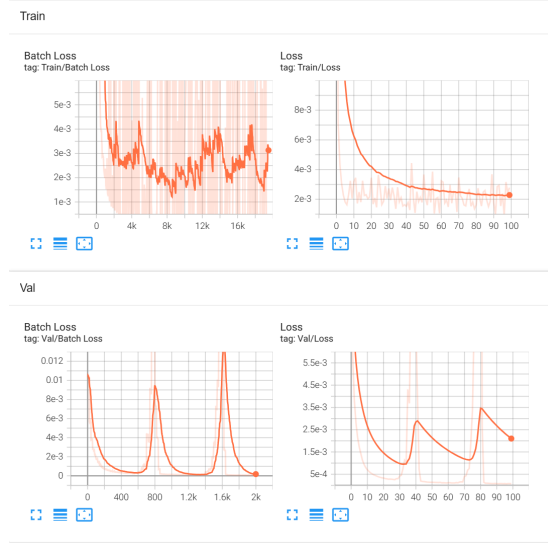 Train
Batch Loss
tag: Train/Batch Loss
5e-3
4e-3
3e-3
2e-3
1e-3
0 4k 8k 12k 16k
Loss
tag: Train/Loss
8e-3
6e-3
4e-3
2e-3
0 10 20 30 40 50 60 70 80 90 100
Val
Batch Loss
tag: Val/Batch Loss
0.012
0.01
8e-3
6e-3
4e-3
2e-3
0
0 400 800 1.2k 1.6k 2k
Loss
tag: Val/Loss
5.5e-3
4.5e-3
3.5e-3
2.5e-3
1.5e-3
5e-4
0 10 20 30 40 50 60 70 80 90 100